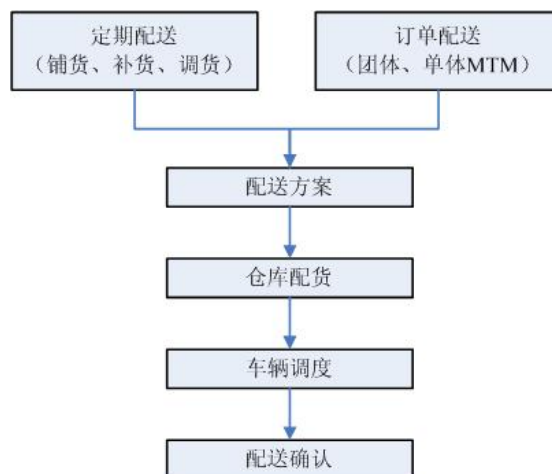 定期配送
（铺货、补货、调货）
订单配送
（团体、单体MTM）
配送方案
仓库配货
车辆调度
配送确认